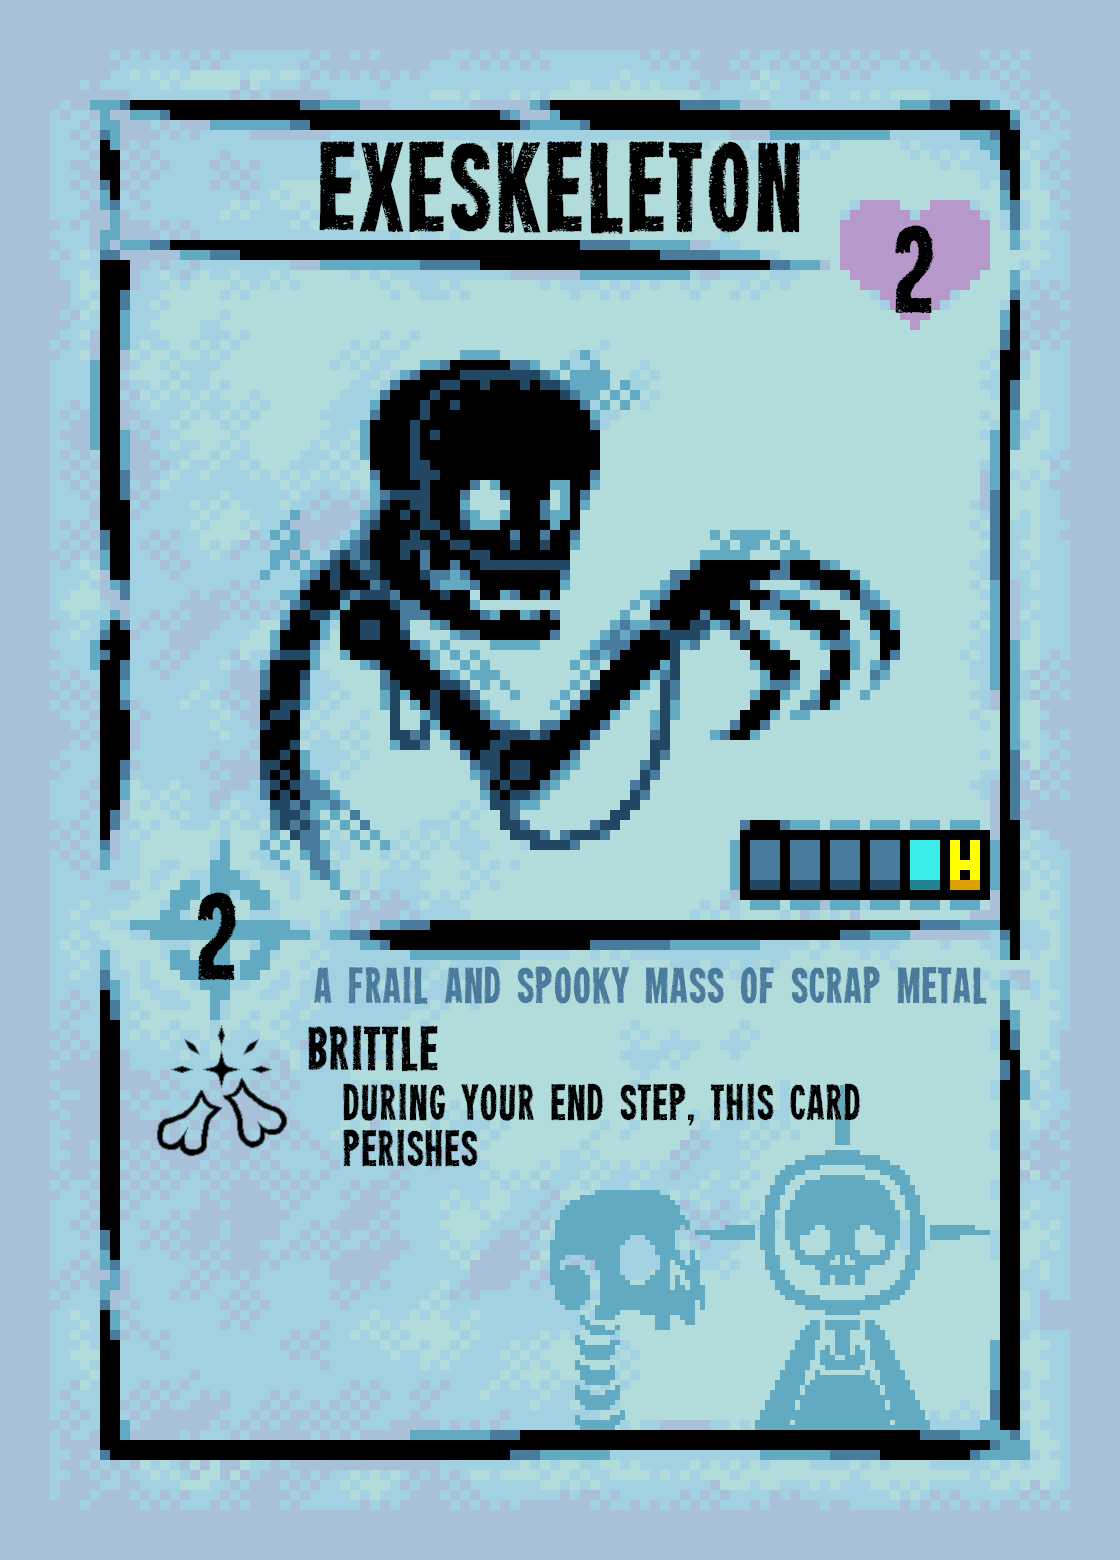 EXESKELETON
2
2
A FRAIL AND SPOOKY MASS OF SCRAP METAL
BRITTLE
DURING YOUR END STEP, THIS CARD
PERISHES